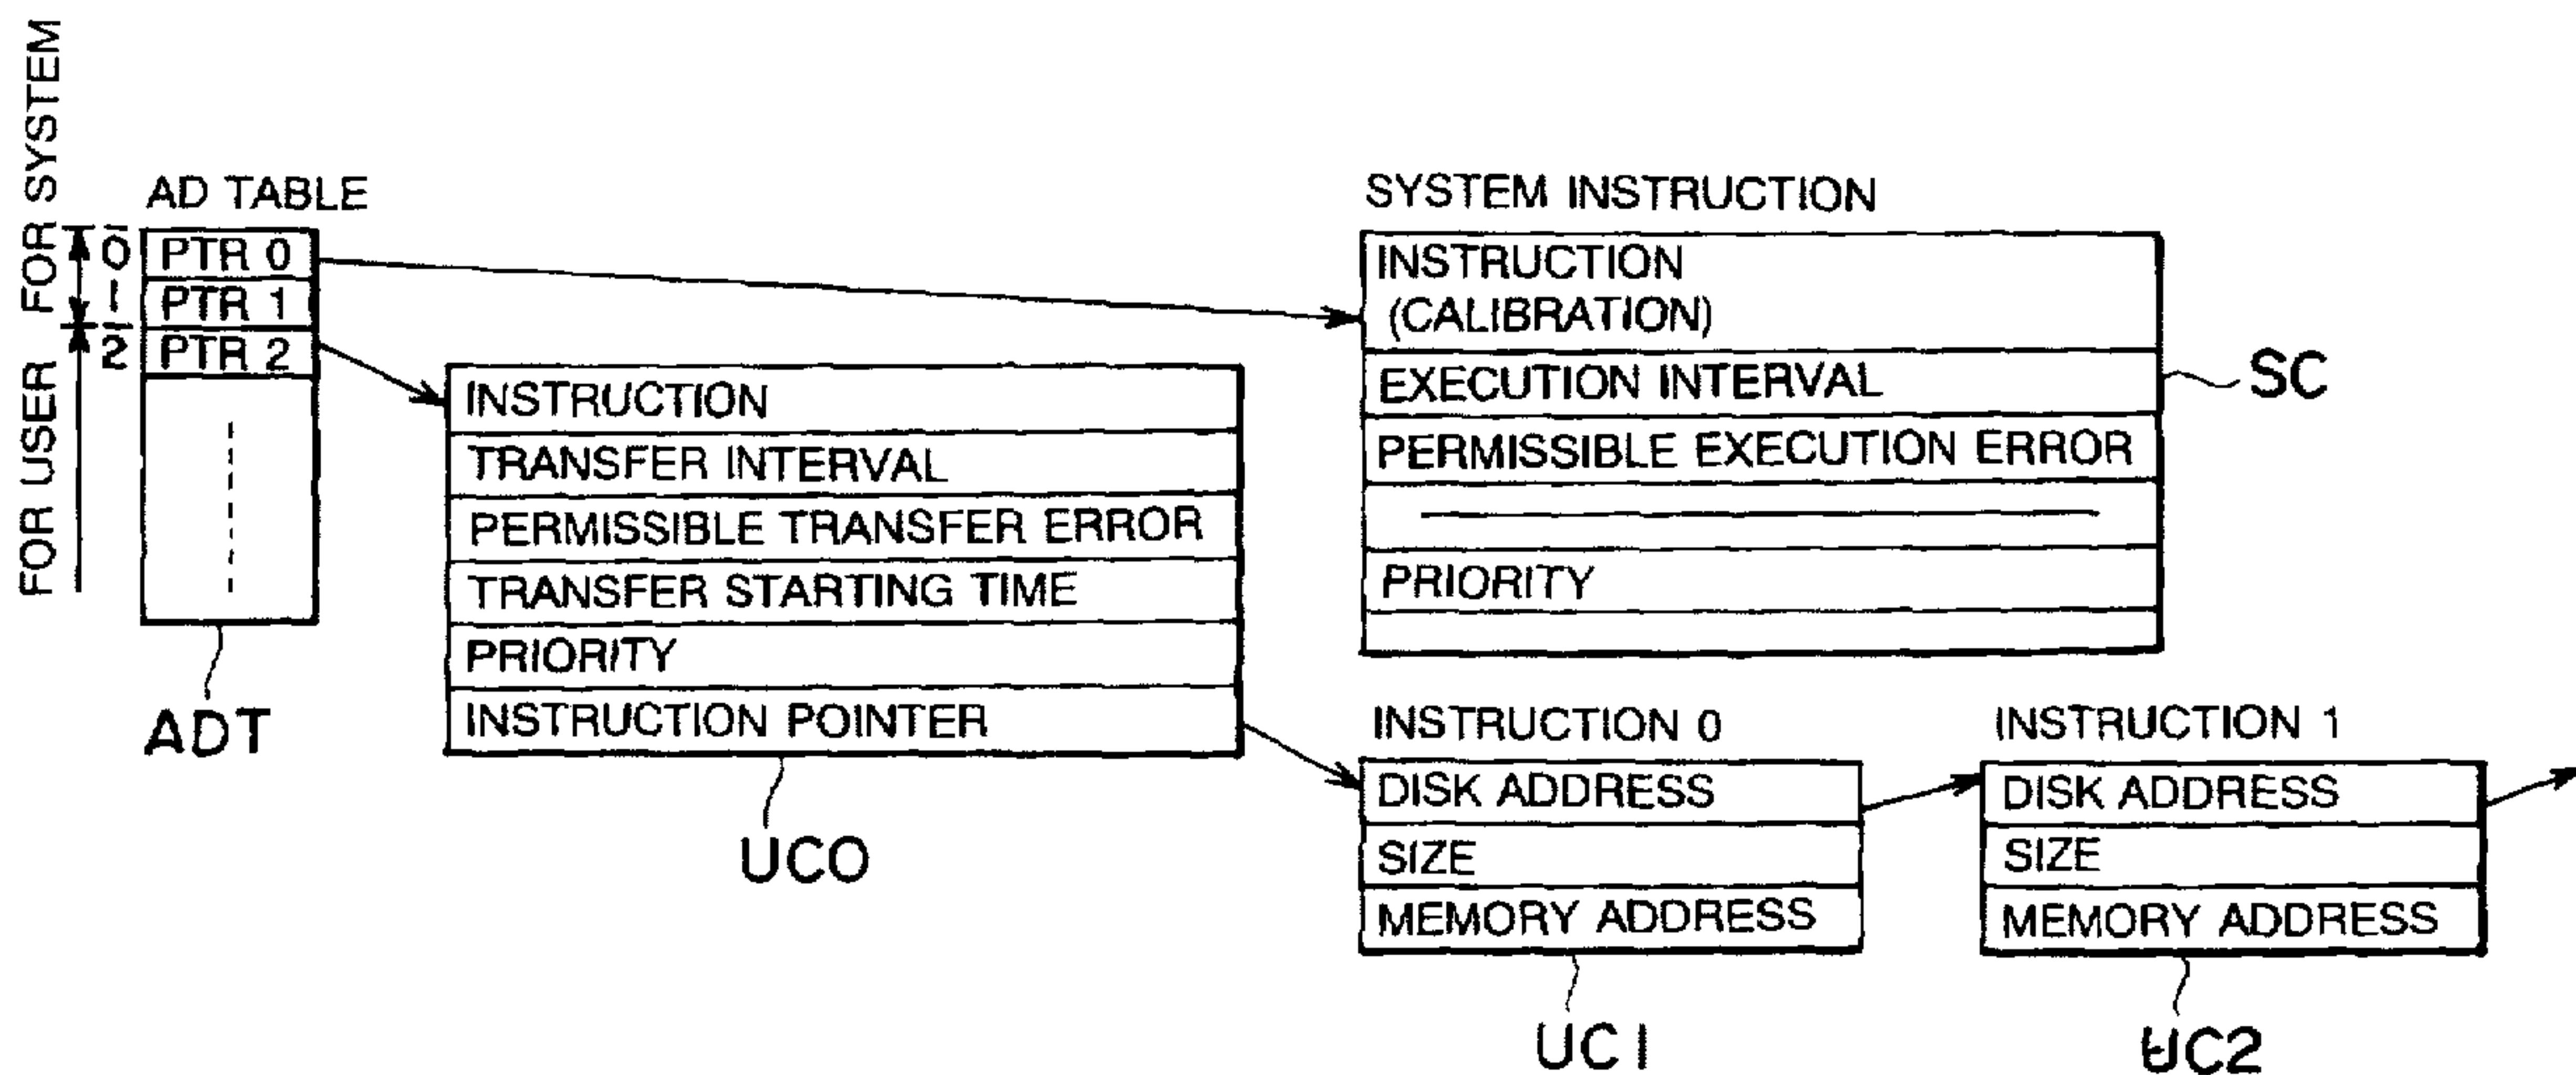 FOR SYSTEM
FOR USER
AD TABLE
0 PTR 0
1 PTR 1
2 PTR 2
ADT
INSTRUCTION
TRANSFER INTERVAL
PERMISSIBLE TRANSFER ERROR
TRANSFER STARTING TIME
PRIORITY
INSTRUCTION POINTER
UC0
SYSTEM INSTRUCTION
INSTRUCTION
(CALIBRATION)
EXECUTION INTERVAL
PERMISSIBLE EXECUTION ERROR
PRIORITY
SC
INSTRUCTION 0
DISK ADDRESS
SIZE
MEMORY ADDRESS
UC1
INSTRUCTION 1
DISK ADDRESS
SIZE
MEMORY ADDRESS
UC2